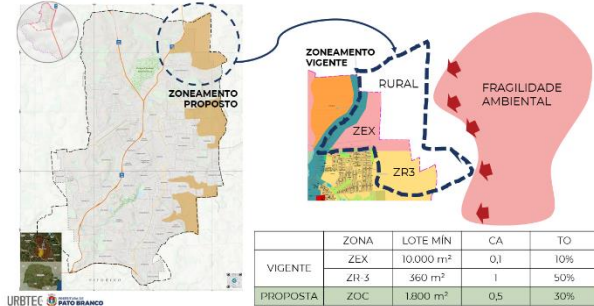 ZONEAMENTO
PROPOSTO
ZONEAMENTO
VIGENTE
RURAL
ZEX
ZR3
FRAGILIDADE
AMBIENTAL
ZONA LOTE MÍN CA TO
VIGENTE
ZEX 10.000 m² 0,1 10%
ZR-3 360 m² 1 50%
PROPOSTA ZOC 1.800 m² 0,5 30%
URBTEC
PATO BRANCO